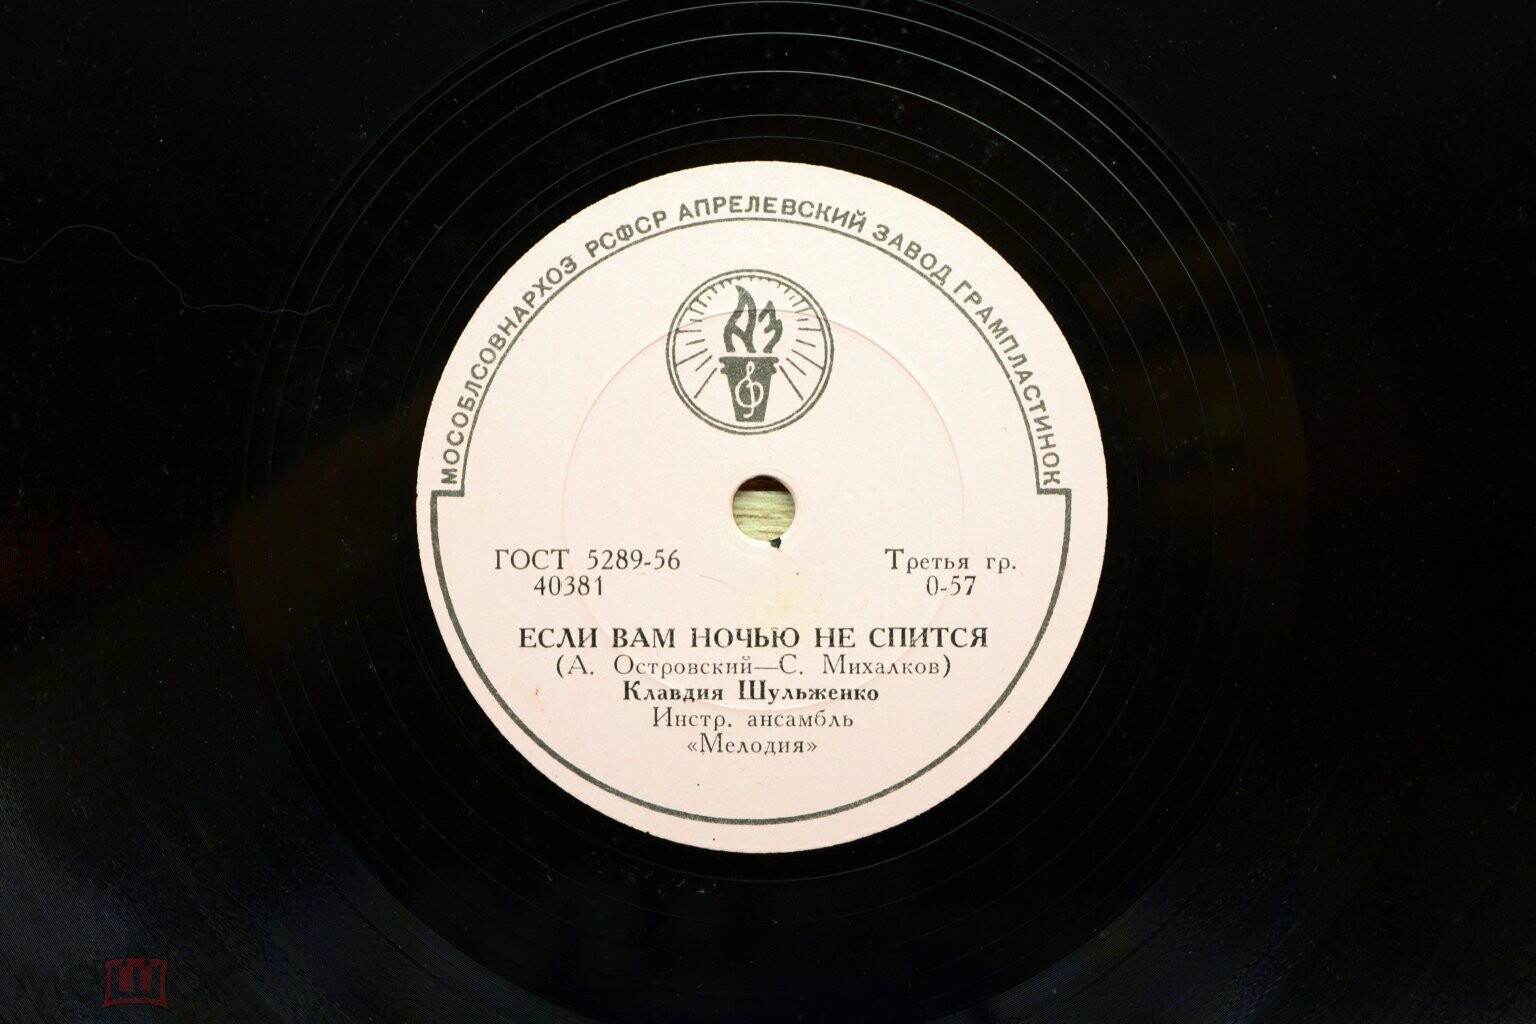 МОСОБЛСОВНАРХОЗ РСФСР АПРЕЛЕВСКИЙ ЗАВОД ГРАМПЛАСТИНОК
АЗ
ГОСТ 5289-56
40381
Третья гр.
0-57
ЕСЛИ ВАМ НОЧЬЮ НЕ СПИТСЯ
(А. Островский—С. Михалков)
Клавдия Шульженко
Инстр. ансамбль
«Мелодия»
мешок